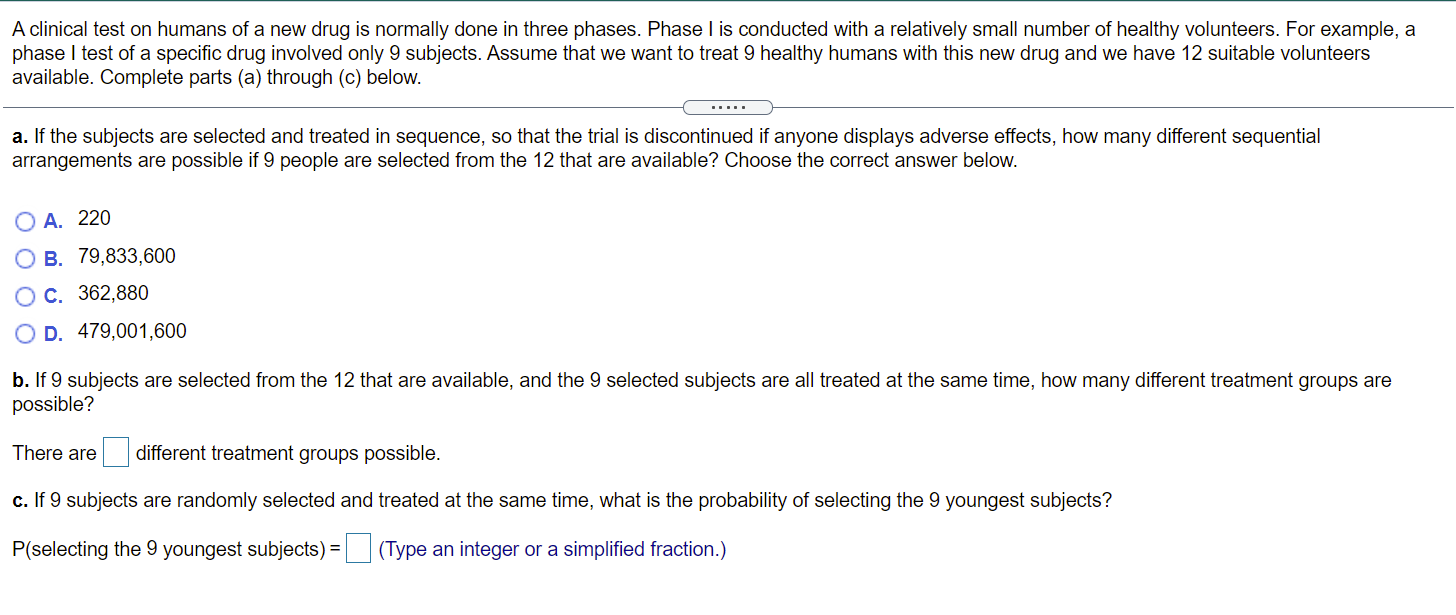 A clinical test on humans of a new drug is normally done in three phases. Phase I is conducted with a relatively small number of healthy volunteers. For example, a
phase I test of a specific drug involved only 9 subjects. Assume that we want to treat 9 healthy humans with this new drug and we have 12 suitable volunteers
available. Complete parts (a) through (c) below.
.....
a. If the subjects are selected and treated in sequence, so that the trial is discontinued if anyone displays adverse effects, how many different sequential
arrangements are possible if 9 people are selected from the 12 that are available? Choose the correct answer below.
A. 220
B. 79,833,600
C. 362,880
D. 479,001,600
b. If 9 subjects are selected from the 12 that are available, and the 9 selected subjects are all treated at the same time, how many different treatment groups are
possible?
There are different treatment groups possible.
c. If 9 subjects are randomly selected and treated at the same time, what is the probability of selecting the 9 youngest subjects?
P(selecting the 9 youngest subjects) = (Type an integer or a simplified fraction.)